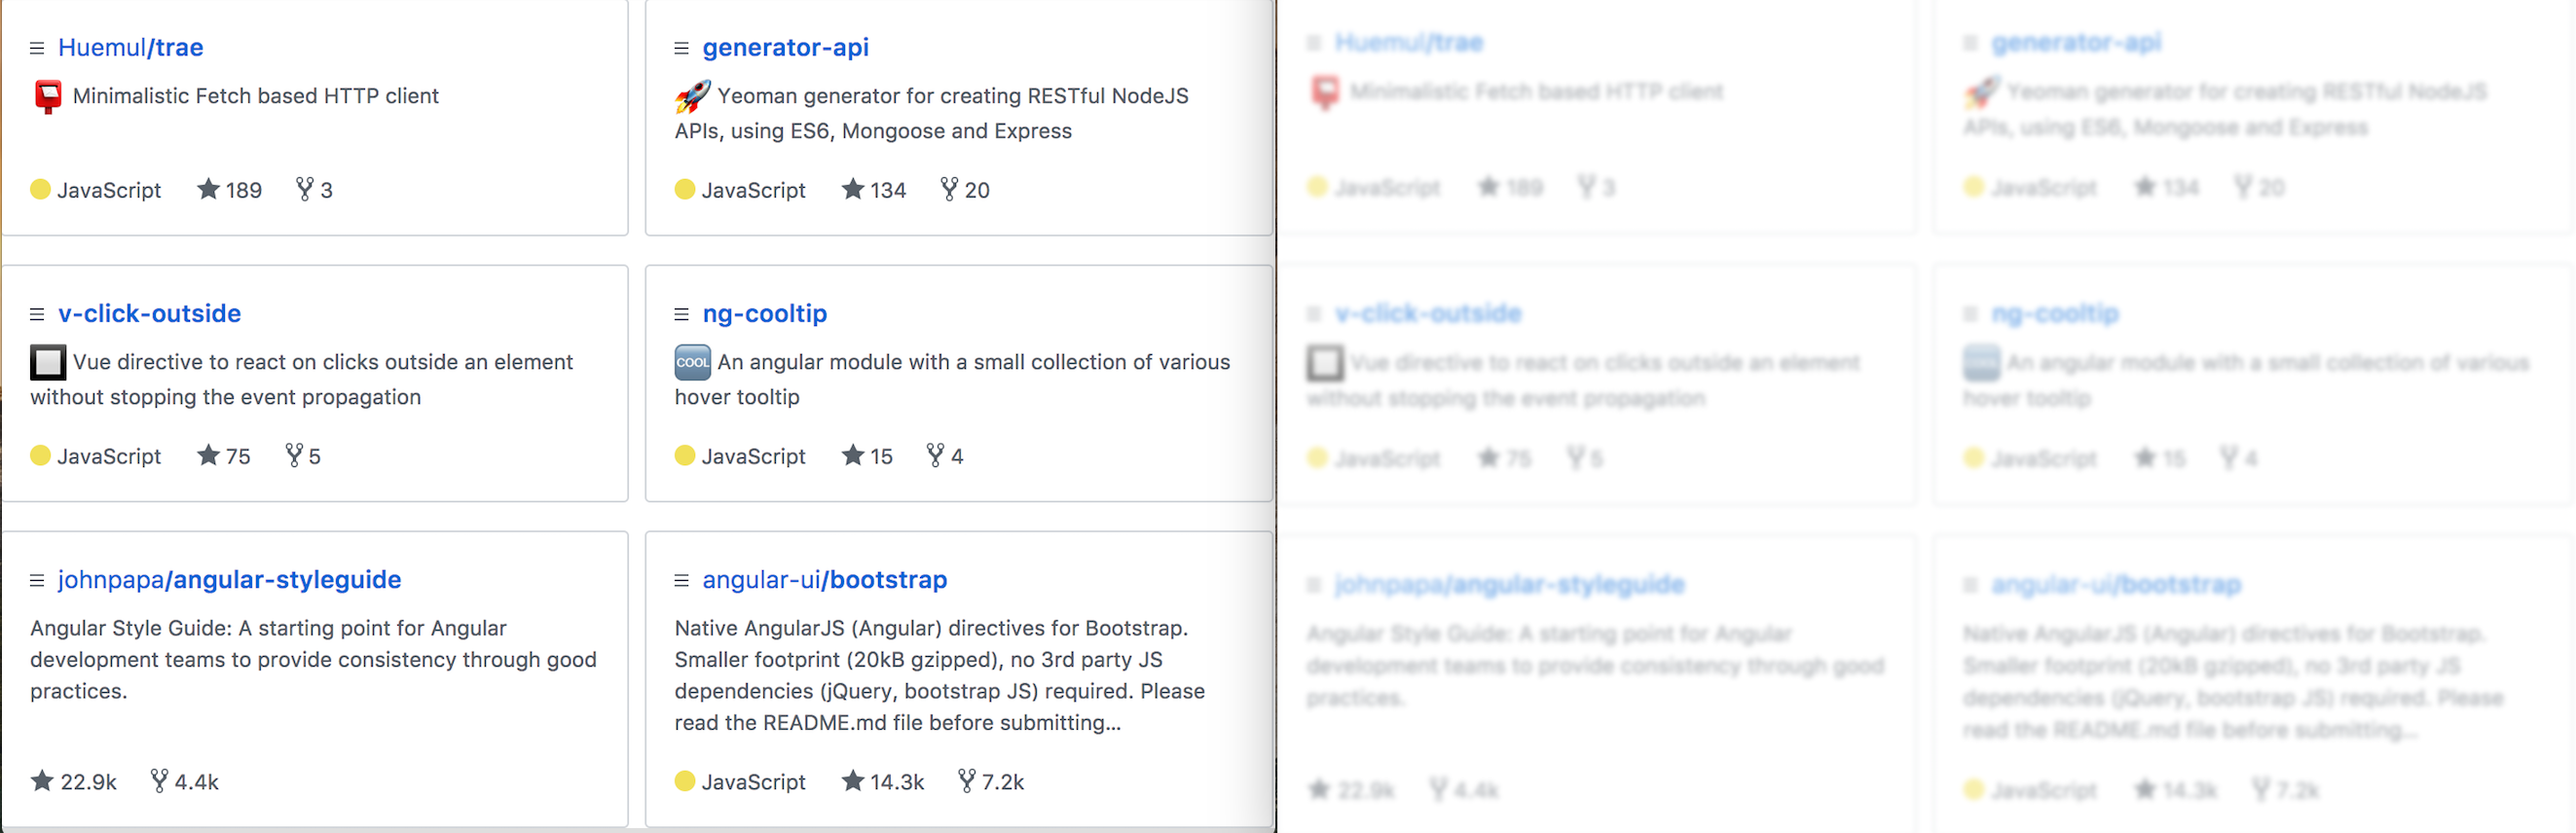 Huemul/trae
Minimalistic Fetch based HTTP client
JavaScript 189 3
generator-api
Yeoman generator for creating RESTful NodeJS
APIs, using ES6, Mongoose and Express
JavaScript 134 20
v-click-outside
Vue directive to react on clicks outside an element
without stopping the event propagation
JavaScript 75 5
ng-cooltip
COOL An angular module with a small collection of various
hover tooltip
JavaScript 15 4
johnpapa/angular-styleguide
Angular Style Guide: A starting point for Angular
development teams to provide consistency through good
practices.
22.9k 4.4k
angular-ui/bootstrap
Native AngularJS (Angular) directives for Bootstrap.
Smaller footprint (20kB gzipped), no 3rd party JS
dependencies (jQuery, bootstrap JS) required. Please
read the README.md file before submitting...
JavaScript 14.3k 7.2k
Huemul/trae
Minimalistic Fetch based HTTP client
JavaScript 189 3
generator-api
Yeoman generator for creating RESTful NodeJS
APIs, using ES6, Mongoose and Express
JavaScript 134 20
v-click-outside
Vue directive to react on clicks outside an element
without stopping the event propagation
JavaScript 75 5
ng-cooltip
An angular module with a small collection of various
hover tooltip
JavaScript 15 4
johnpapa/angular-styleguide
Angular Style Guide: A starting point for Angular
development teams to provide consistency through good
practices.
22.9k 4.4k
angular-ui/bootstrap
Native AngularJS (Angular) directives for Bootstrap.
Smaller footprint (20kB gzipped), no 3rd party JS
dependencies (jQuery, bootstrap JS) required. Please
read the README.md file before submitting...
JavaScript 14.3k 7.2k